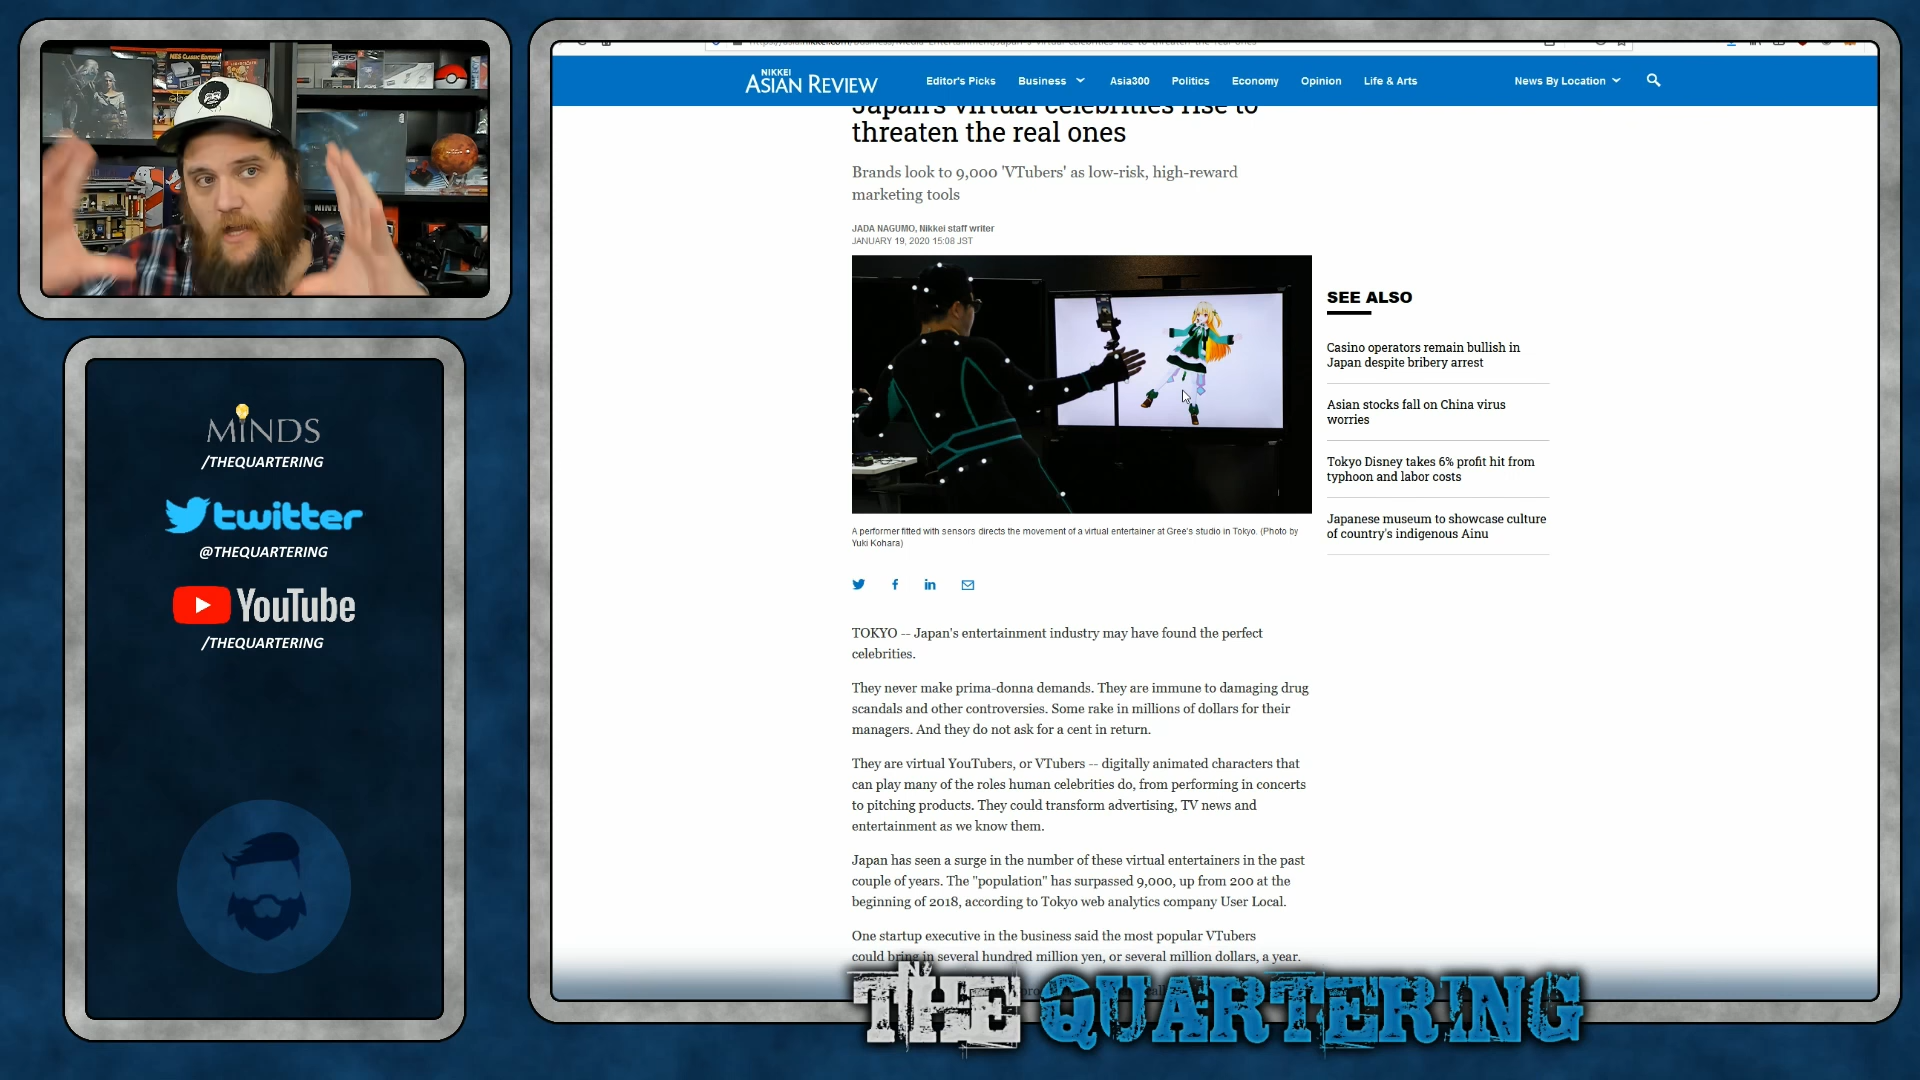 NES CLASSIC EDITION
NINT
MINDS
/THEQUARTERING
twitter
@THEQUARTERING
YouTube
/THEQUARTERING
NIKKEI
ASIAN REVIEW
Editor's Picks
Business
Asia300
Politics
Economy
Opinion
Life & Arts
News By Location
Japan's virtual celebrities rise to
threaten the real ones
Brands look to 9,000 'VTubers' as low-risk, high-reward
marketing tools
JADA NAGUMO, Nikkei staff writer
JANUARY 19, 2020 15:08 JST
A performer fitted with sensors directs the movement of a virtual entertainer at Gree's studio in Tokyo. (Photo by
Yuki Kohara)
TOKYO -- Japan's entertainment industry may have found the perfect
celebrities.
They never make prima-donna demands. They are immune to damaging drug
scandals and other controversies. Some rake in millions of dollars for their
managers. And they do not ask for a cent in return.
They are virtual YouTubers, or VTubers -- digitally animated characters that
can play many of the roles human celebrities do, from performing in concerts
to pitching products. They could transform advertising, TV news and
entertainment as we know them.
Japan has seen a surge in the number of these virtual entertainers in the past
couple of years. The "population" has surpassed 9,000, up from 200 at the
beginning of 2018, according to Tokyo web analytics company User Local.
One startup executive in the business said the most popular VTubers
could bring in several hundred million yen, or several million dollars, a year.
SEE ALSO
Casino operators remain bullish in
Japan despite bribery arrest
Asian stocks fall on China virus
worries
Tokyo Disney takes 6% profit hit from
typhoon and labor costs
Japanese museum to showcase culture
of country's indigenous Ainu
THE QUARTERING